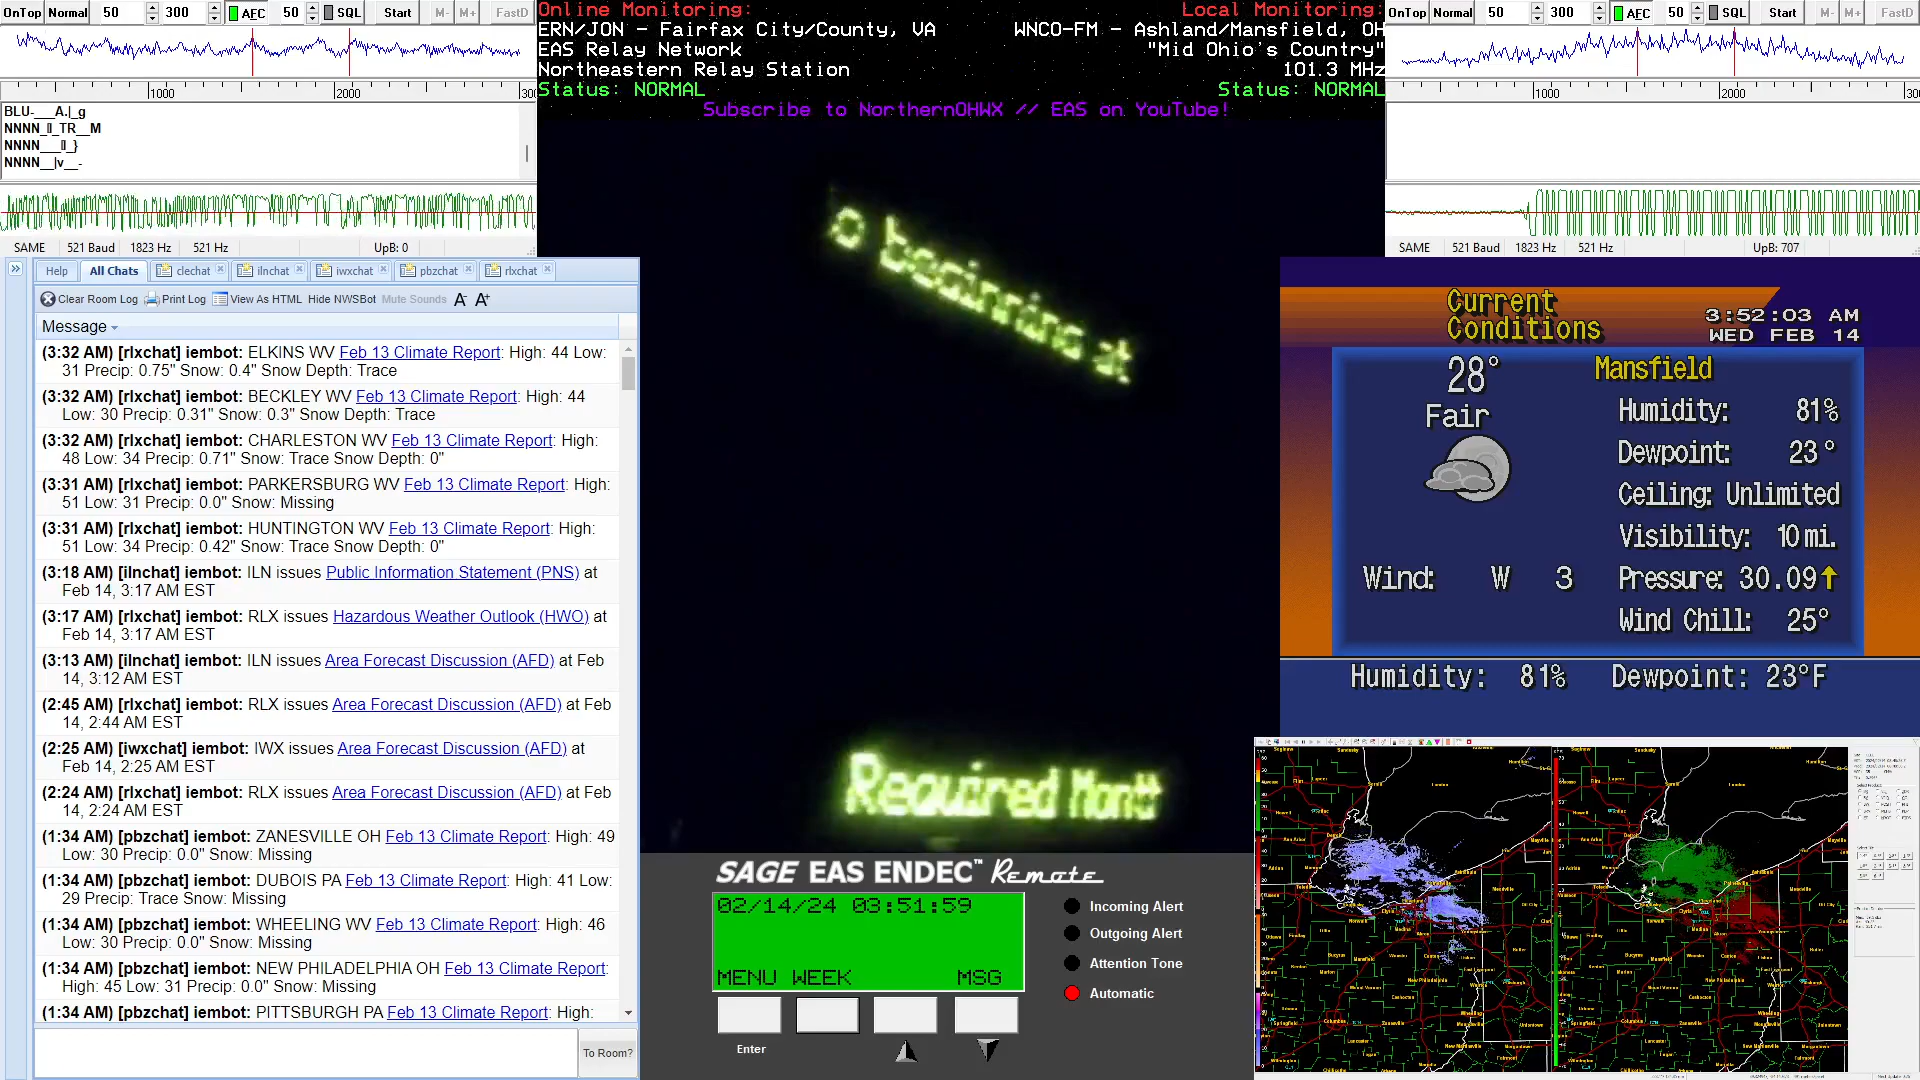 OnTop Normal 50 300 AFC 50 SQL Start M- M+ FastD
1000 2000 300
BLU-___A.|_g
NNNN__|v__-
SAME 521 Baud 1823 Hz 521 Hz UpB: 0
Online Monitoring:
ERN/JON - Fairfax City/County, VA
EAS Relay Network
Northeastern Relay Station
Status: NORMAL
Local Monitoring:
WNCO-FM - Ashland/Mansfield, OH
"Mid Ohio's Country"
101.3 MHz
Status: NORMAL
Subscribe to NorthernOHWX // EAS on YouTube!
OnTop Normal 50 300 AFC 50 SQL Start M- M+ FastD
1000 2000 300
SAME 521 Baud 1823 Hz 521 Hz UpB: 707
Help All Chats clechat ilnchat iwxchat pbzchat rlxchat
Clear Room Log Print Log View As HTML Hide NWSBot Mute Sounds A- A+
Message
(3:32 AM) [rlxchat] iembot: ELKINS WV Feb 13 Climate Report: High: 44 Low:
31 Precip: 0.75" Snow: 0.4" Snow Depth: Trace
(3:32 AM) [rlxchat] iembot: BECKLEY WV Feb 13 Climate Report: High: 44
Low: 30 Precip: 0.31" Snow: 0.3" Snow Depth: Trace
(3:32 AM) [rlxchat] iembot: CHARLESTON WV Feb 13 Climate Report: High:
48 Low: 34 Precip: 0.71" Snow: Trace Snow Depth: 0"
(3:31 AM) [rlxchat] iembot: PARKERSBURG WV Feb 13 Climate Report: High:
51 Low: 31 Precip: 0.0" Snow: Missing
(3:31 AM) [rlxchat] iembot: HUNTINGTON WV Feb 13 Climate Report: High:
51 Low: 34 Precip: 0.42" Snow: Trace Snow Depth: 0"
(3:18 AM) [ilnchat] iembot: ILN issues Public Information Statement (PNS) at
Feb 14, 3:17 AM EST
(3:17 AM) [rlxchat] iembot: RLX issues Hazardous Weather Outlook (HWO) at
Feb 14, 3:17 AM EST
(3:13 AM) [ilnchat] iembot: ILN issues Area Forecast Discussion (AFD) at Feb
14, 3:12 AM EST
(2:45 AM) [rlxchat] iembot: RLX issues Area Forecast Discussion (AFD) at Feb
14, 2:44 AM EST
(2:25 AM) [iwxchat] iembot: IWX issues Area Forecast Discussion (AFD) at
Feb 14, 2:25 AM EST
(2:24 AM) [rlxchat] iembot: RLX issues Area Forecast Discussion (AFD) at Feb
14, 2:24 AM EST
(1:34 AM) [pbzchat] iembot: ZANESVILLE OH Feb 13 Climate Report: High: 49
Low: 30 Precip: 0.0" Snow: Missing
(1:34 AM) [pbzchat] iembot: DUBOIS PA Feb 13 Climate Report: High: 41 Low:
29 Precip: Trace Snow: Missing
(1:34 AM) [pbzchat] iembot: WHEELING WV Feb 13 Climate Report: High: 46
Low: 30 Precip: 0.0" Snow: Missing
(1:34 AM) [pbzchat] iembot: NEW PHILADELPHIA OH Feb 13 Climate Report:
High: 45 Low: 31 Precip: 0.0" Snow: Missing
(1:34 AM) [pbzchat] iembot: PITTSBURGH PA Feb 13 Climate Report: High:
To Room?
beginning at
Required Mont
SAGE EAS ENDEC™ Remote
02/14/24 03:51:59
MENU WEEK MSG
Enter
Incoming Alert
Outgoing Alert
Attention Tone
Automatic
Current
Conditions
3:52:03 AM
WED FEB 14
28°
Fair
Wind: W 3
Mansfield
Humidity: 81%
Dewpoint: 23°
Ceiling: Unlimited
Visibility: 10 mi.
Pressure: 30.09
Wind Chill: 25°
Humidity: 81% Dewpoint: 23°F